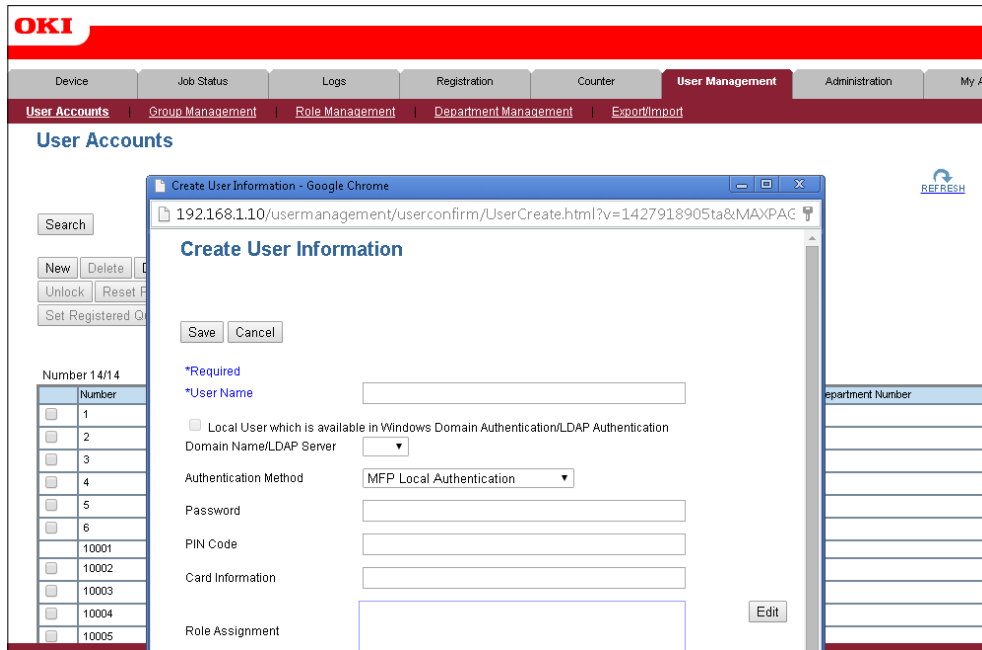 OKI
Device Job Status Logs Registration Counter User Management Administration My A
User Accounts Group Management Role Management Department Management Export/Import
User Accounts
REFRESH
Create User Information - Google Chrome
192.168.1.10/usermanagement/userconfirm/UserCreate.html?v=1427918905ta&MAXPAG
Search
Create User Information
New Delete D
Unlock Reset P
Set Registered Qu
Save Cancel
Number 14/14
*Required
Number
*User Name
epartment Number
1
Local User which is available in Windows Domain Authentication/LDAP Authentication
2
Domain Name/LDAP Server
3
4
Authentication Method MFP Local Authentication
5
Password
6
10001
PIN Code
10002
Card Information
10003
10004
Edit
10005
Role Assignment